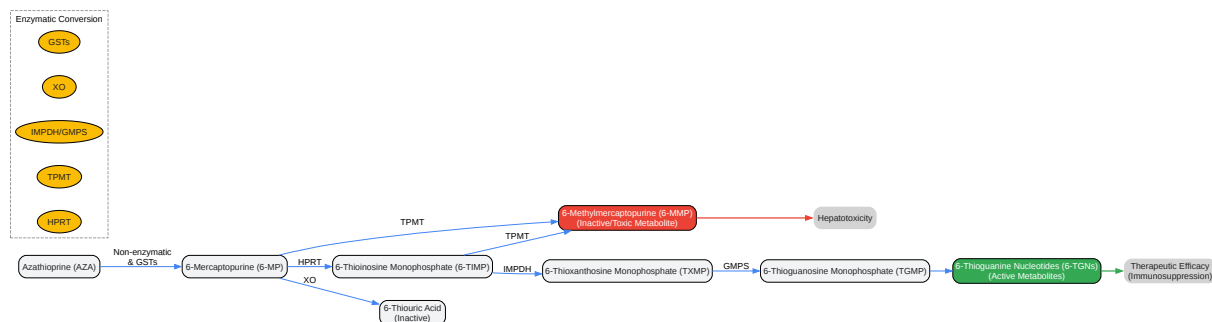 Enzymatic Conversion
GSTs
XO
IMPDH/GMPS
TPMT
HPRT
TPMT
6-Methylmercaptopurine (6-MMP)
(Inactive/Toxic Metabolite)
Hepatotoxicity
TPMT
Azathioprine (AZA)
Non-enzymatic
& GSTs
6-Mercaptopurine (6-MP)
HPRT
6-Thioinosine Monophosphate (6-TIMP)
IMPDH
6-Thioxanthosine Monophosphate (TXMP)
GMPS
6-Thioguanosine Monophosphate (TGMP)
6-Thioguanine Nucleotides (6-TGNs)
(Active Metabolites)
Therapeutic Efficacy
(Immunosuppression)
XO
6-Thiouric Acid
(Inactive)